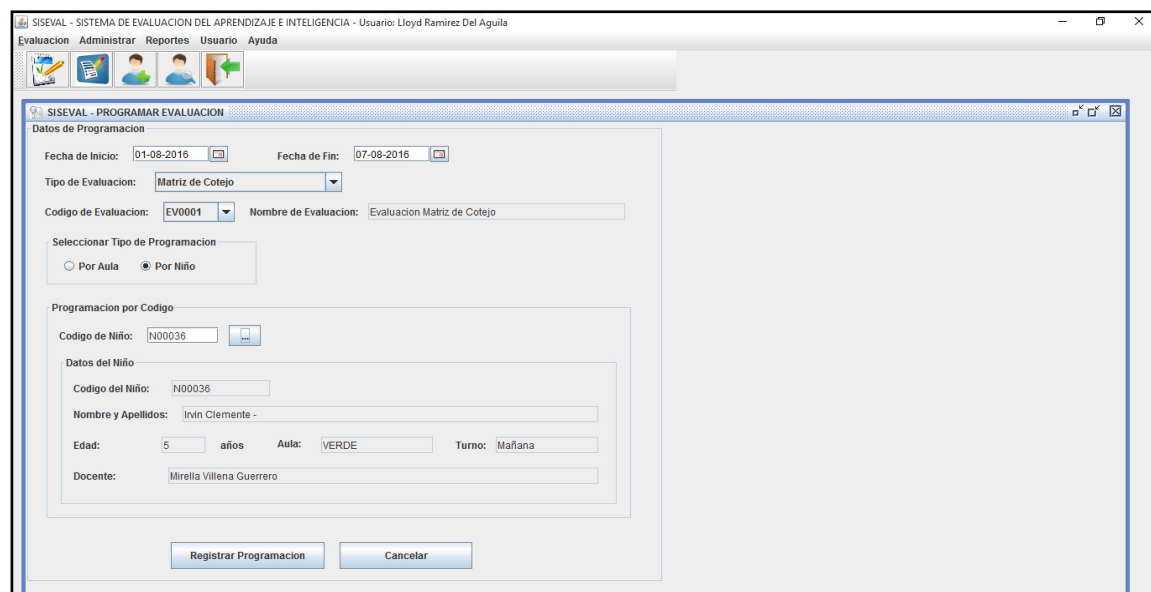 SISEVAL - SISTEMA DE EVALUACION DEL APRENDIZAJE E INTELIGENCIA - Usuario: Lloyd Ramirez Del Aguila
Evaluacion Administrar Reportes Usuario Ayuda
SISEVAL - PROGRAMAR EVALUACION
Datos de Programacion
Fecha de Inicio: 01-08-2016 Fecha de Fin: 07-08-2016
Tipo de Evaluacion: Matriz de Cotejo
Codigo de Evaluacion: EV0001 Nombre de Evaluacion: Evaluacion Matriz de Cotejo
Seleccionar Tipo de Programacion
Por Aula Por Niño
Programacion por Codigo
Codigo de Niño: N00036 ...
Datos del Niño
Codigo del Niño: N00036
Nombre y Apellidos: Irvin Clemente -
Edad: 5 años Aula: VERDE Turno: Mañana
Docente: Mirella Villena Guerrero
Registrar Programacion Cancelar